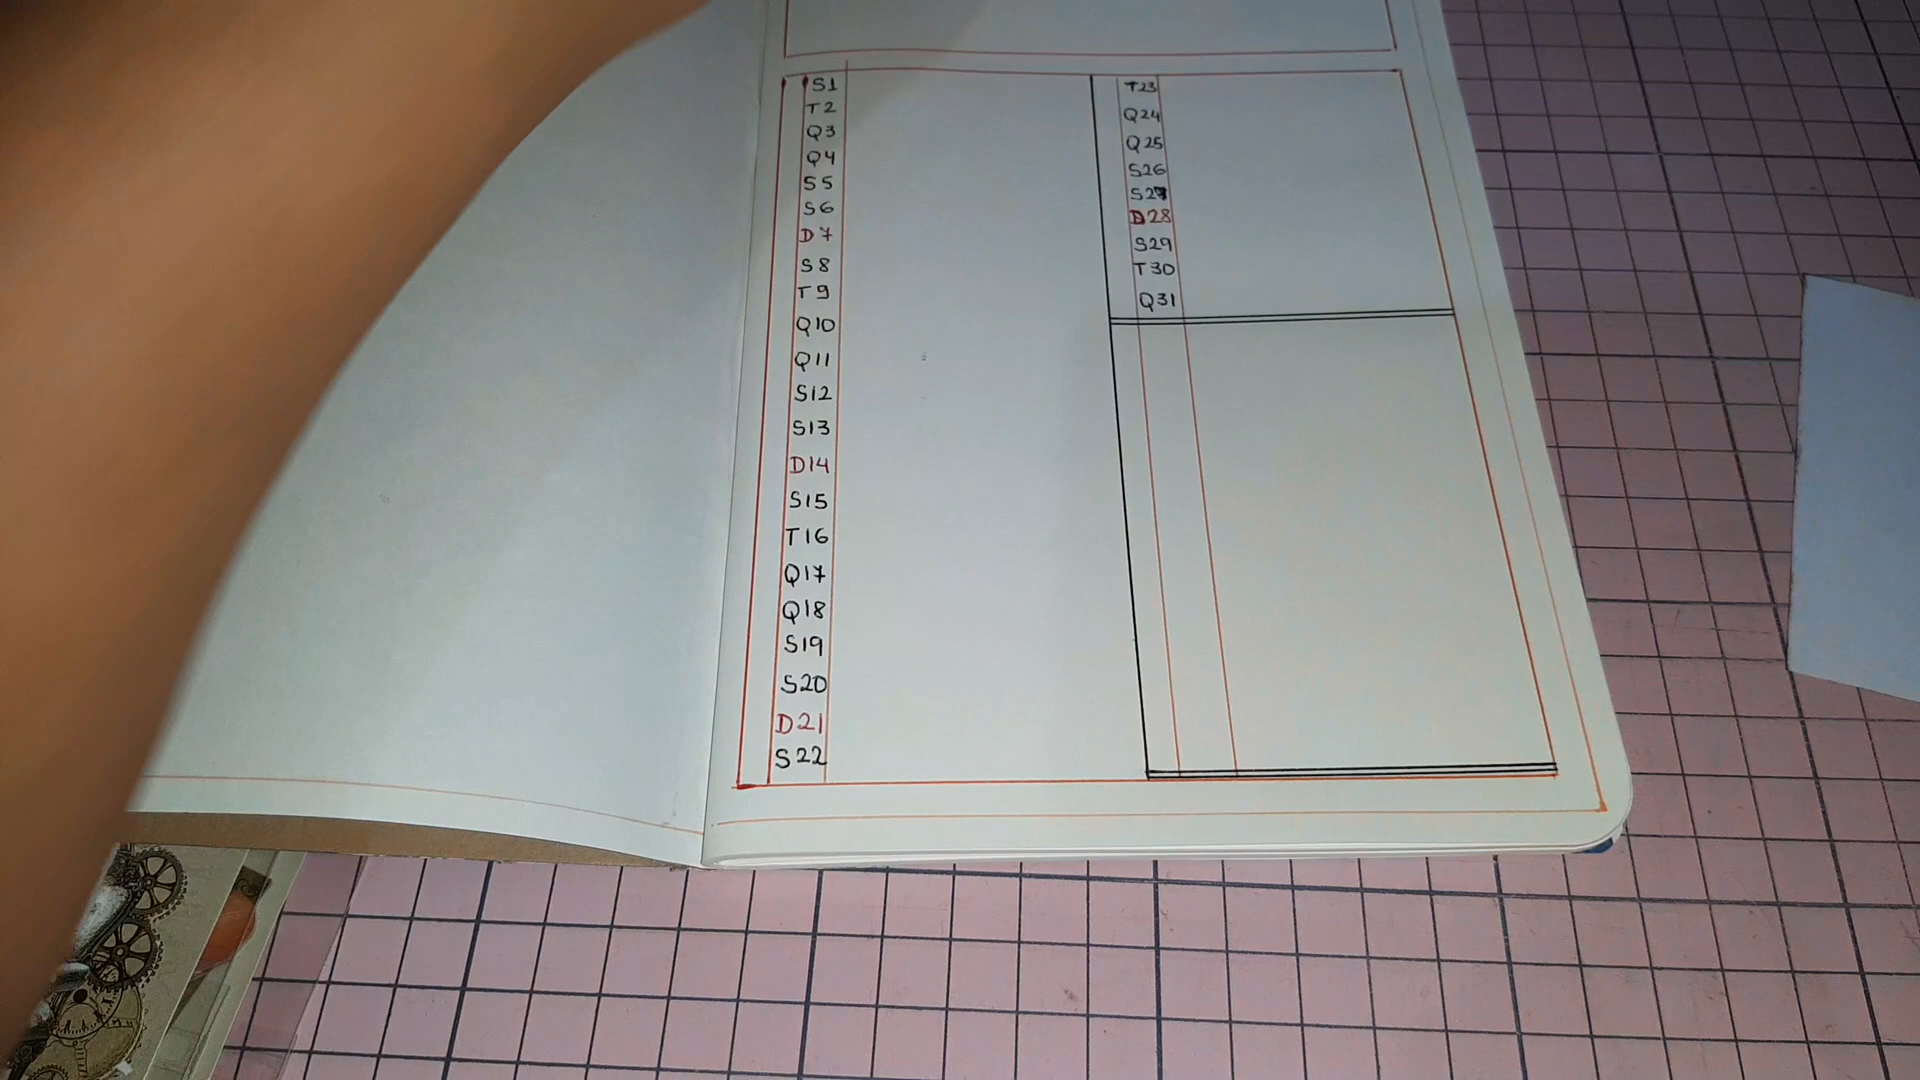 S1
T2
Q3
Q4
S5
S6
D7
S8
T9
Q10
Q11
S12
S13
D14
S15
T16
Q17
Q18
S19
S20
D21
S22
T23
Q24
Q25
S26
S27
D28
S29
T30
Q31